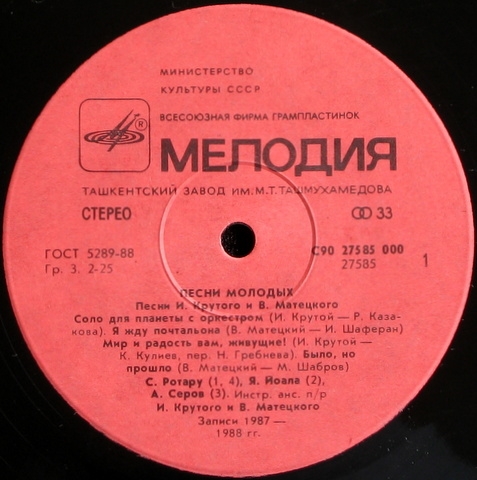 МИНИСТЕРСТВО
КУЛЬТУРЫ СССР
ВСЕСОЮЗНАЯ ФИРМА ГРАМПЛАСТИНОК
®
МЕЛОДИЯ
ТАШКЕНТСКИЙ ЗАВОД ИМ. М.Т. ТАШМУХАМЕДОВА
СТЕРЕО 33
ГОСТ 5289-88 С90 27585 000
Гр. 3. 2-25 27585 1
ПЕСНИ МОЛОДЫХ
Песни И. Крутого и В. Матецкого
Соло для планеты с оркестром (И. Крутой — Р. Каза-
кова). Я жду почтальона (В. Матецкий — И. Шаферан)
Мир и радость вам, живущие! (И. Крутой —
К. Кулиев, пер. Н. Гребнева). Было, но
прошло (В. Матецкий — М. Шабров)
С. Ротару (1, 4), Я. Йоала (2),
А. Серов (3). Инстр. анс. п/р
И. Крутого и В. Матецкого
Записи 1987—
1988 гг.